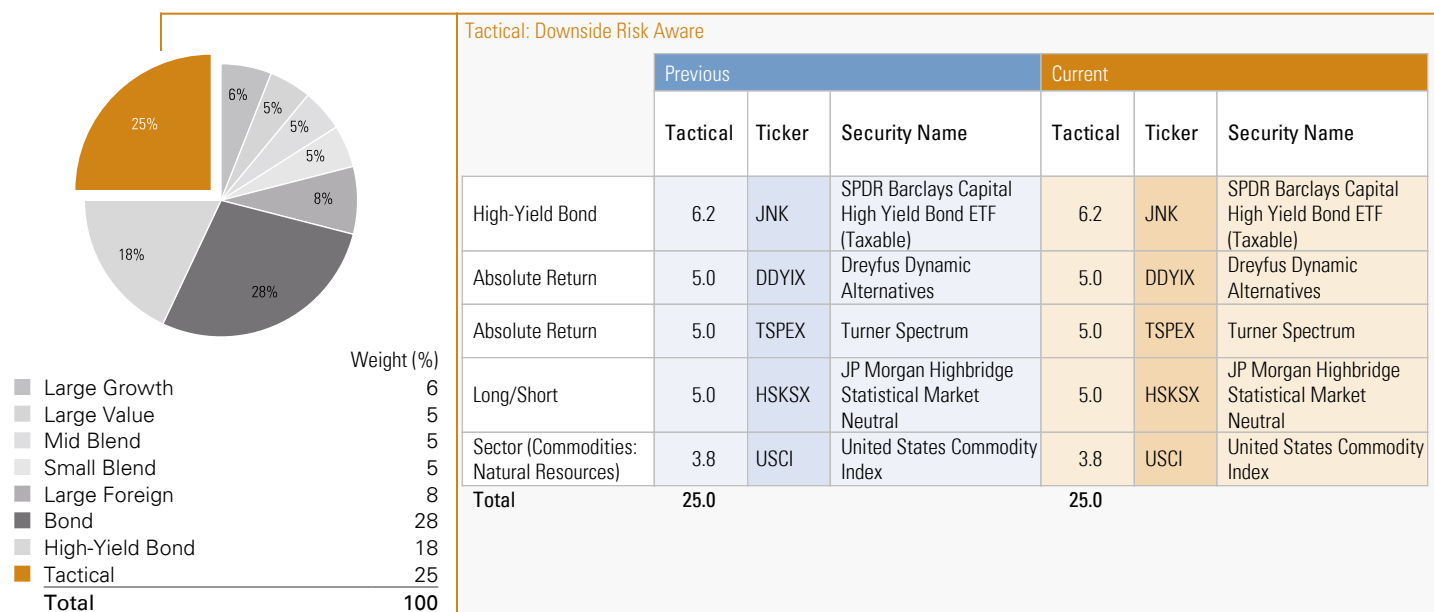 Tactical: Downside Risk Aware
Previous Current
Tactical Ticker Security Name Tactical Ticker Security Name
High-Yield Bond 6.2 JNK SPDR Barclays Capital High Yield Bond ETF (Taxable) 6.2 JNK SPDR Barclays Capital High Yield Bond ETF (Taxable)
Absolute Return 5.0 DDYIX Dreyfus Dynamic Alternatives 5.0 DDYIX Dreyfus Dynamic Alternatives
Absolute Return 5.0 TSPEX Turner Spectrum 5.0 TSPEX Turner Spectrum
Long/Short 5.0 HSKSX JP Morgan Highbridge Statistical Market Neutral 5.0 HSKSX JP Morgan Highbridge Statistical Market Neutral
Sector (Commodities: Natural Resources) 3.8 USCI United States Commodity Index 3.8 USCI United States Commodity Index
Total 25.0 25.0
6%
5%
5%
5%
8%
28%
18%
25%
Weight (%)
Large Growth 6
Large Value 5
Mid Blend 5
Small Blend 5
Large Foreign 8
Bond 28
High-Yield Bond 18
Tactical 25
Total 100